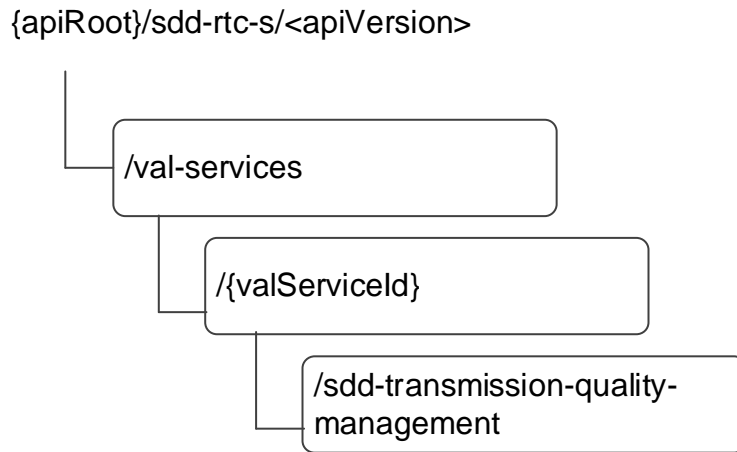 {apiRoot}/sdd-rtc-s/<apiVersion>
/val-services
/{valServiceId}
/sdd-transmission-quality-
management